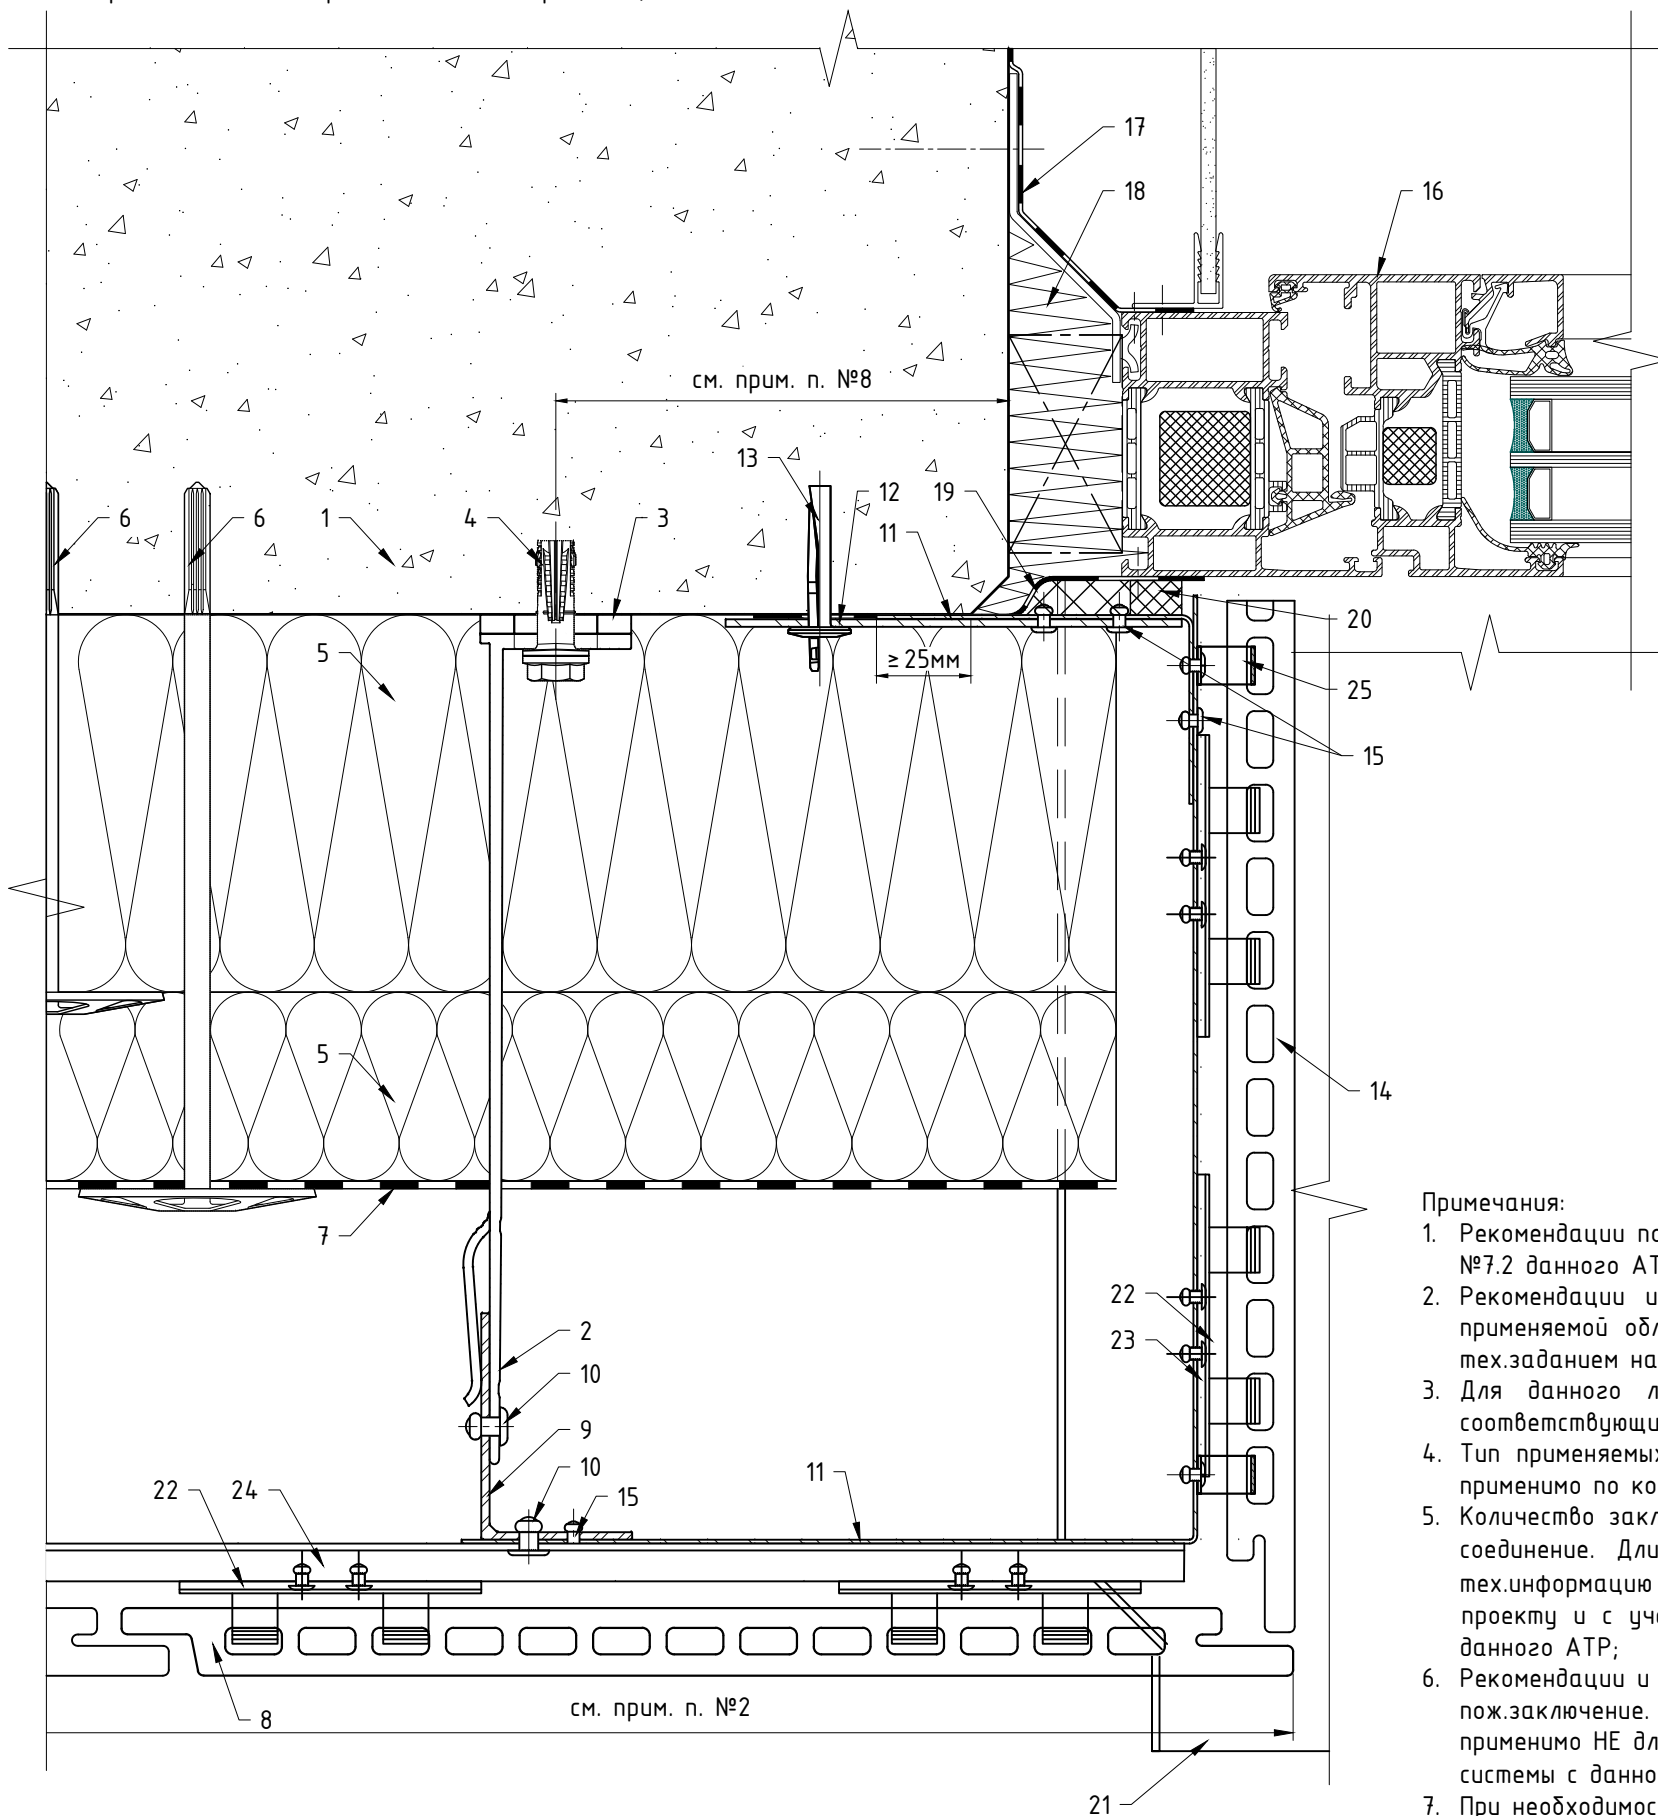 17
18
16
см. прим. п. №8
13
6
6
1
4
3
12
19
11
20
5
≥25мм
25
15
5
14
7
22
2
23
10
9
10
11
15
22
24
8
см. прим. п. №2
21
Примечания:
1. Рекомендации по
№7.2 данного АТ
2. Рекомендации и
применяемой обл
тех.заданием на
3. Для данного л
соответствующи
4. Тип применяемых
применимо по ко
5. Количество закл
соединение. Дли
тех.информацию
проекту и с уче
данного АТР;
6. Рекомендации и
пож.заключение.
применимо НЕ дл
системы с данно
7. При необходимос